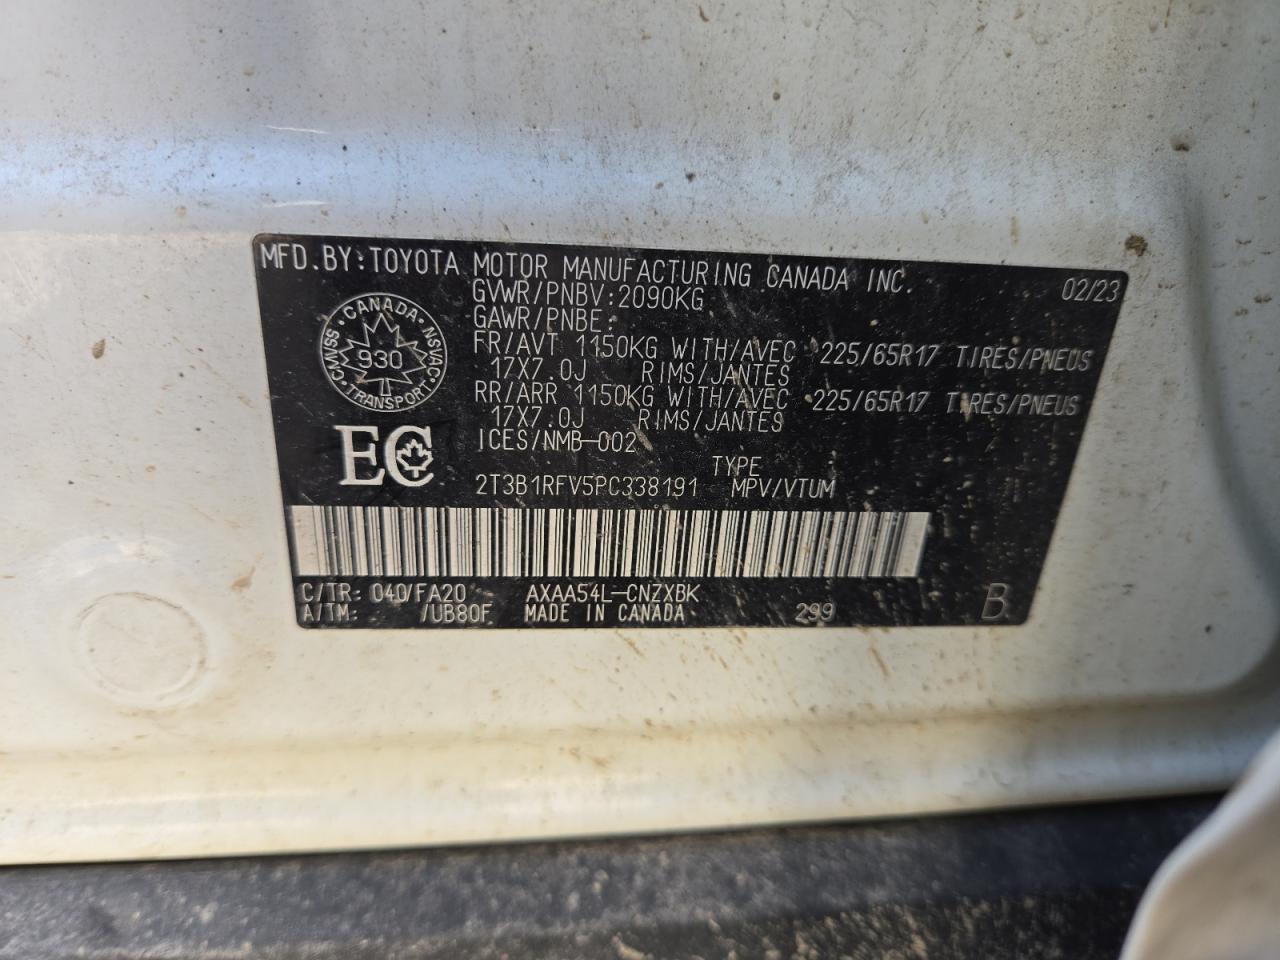 MFD.BY:TOYOTA MOTOR MANUFACTURING CANADA INC. 02/23
GVWR/PNBV:2090KG
GAWR/PNBE:
FR/AVT 1150KG WITH/AVEC 225/65R17 TIRES/PNEUS
17X7.0J RIMS/JANTES
RR/ARR 1150KG WITH/AVEC 225/65R17 TIRES/PNEUS
17X7.0J RIMS/JANTES
ICES/NMB-002
CANADA
CMVSS NSVAC
930
TRANSPORT
EC
TYPE
2T3B1RFV5PC338191 MPV/VTUM
C/TR: 040/FA20 AXAA54L-CNZXBK
A/TM: /UB80F MADE IN CANADA 299 B